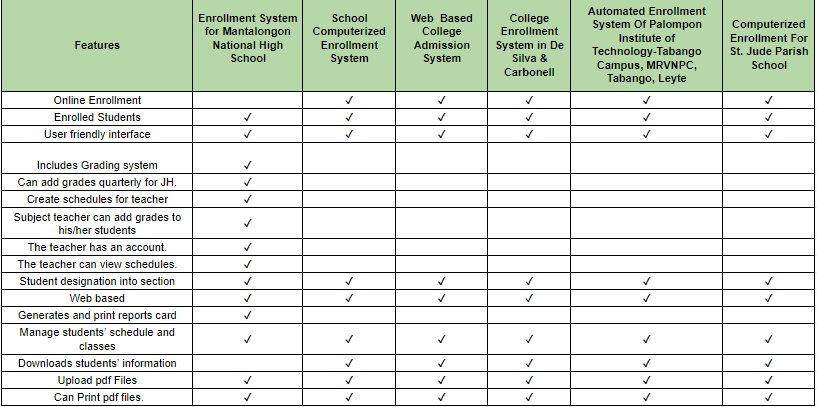 Features
Enrollment System
for Mantalongon
National High
School
School
Computerized
Enrollment
System
Web Based
College
Admission
System
College
Enrollment
System in De
Silva &
Carbonell
Automated Enrollment
System Of Palompon
Institute of
Technology-Tabango
Campus, MRVNPC,
Tabango, Leyte
Computerized
Enrollment For
St. Jude Parish
School
Online Enrollment ✓ ✓ ✓ ✓ ✓
Enrolled Students ✓ ✓ ✓ ✓ ✓ ✓
User friendly interface ✓ ✓ ✓ ✓ ✓ ✓
Includes Grading system ✓
Can add grades quarterly for JH. ✓
Create schedules for teacher ✓
Subject teacher can add grades to
his/her students ✓
The teacher has an account. ✓
The teacher can view schedules. ✓
Student designation into section ✓ ✓ ✓ ✓ ✓ ✓
Web based ✓ ✓ ✓ ✓ ✓ ✓
Generates and print reports card ✓
Manage students' schedule and
classes ✓ ✓ ✓ ✓ ✓ ✓
Downloads students' information ✓ ✓ ✓ ✓ ✓
Upload pdf Files ✓ ✓ ✓ ✓ ✓ ✓
Can Print pdf files. ✓ ✓ ✓ ✓ ✓ ✓